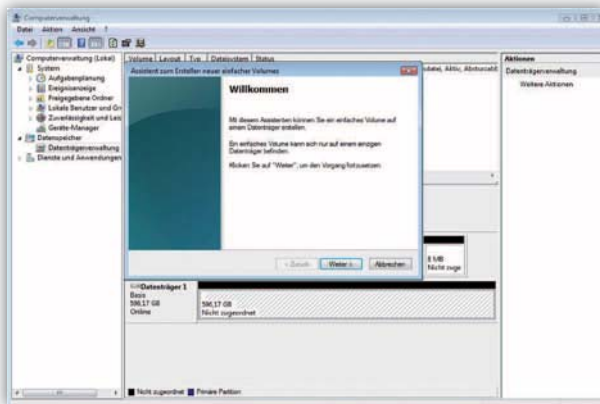 Computerverwaltung
Datei Aktion Ansicht ?
Computerverwaltung (Lokal)
System
Aufgabenplanung
Ereignisanzeige
Freigegebene Ordner
Lokale Benutzer und Gr
Zuverlässigkeit und Leis
Geräte-Manager
Datenspeicher
Datenträgerverwaltung
Dienste und Anwendungen
Volume Layout Typ Dateisystem Status
Assistent zum Erstellen neuer einfacher Volumes
Willkommen
Mit diesem Assistenten können Sie ein einfaches Volume auf
einem Datenträger erstellen.
Ein einfaches Volume kann sich nur auf einem einzigen
Datenträger befinden.
Klicken Sie auf "Weiter", um den Vorgang fortzusetzen.
< Zurück Weiter > Abbrechen
8 MB
Nicht zuge
Datenträger 1
Basis
596,17 GB
Online
596,17 GB
Nicht zugeordnet
Nicht zugeordnet Primäre Partition
Aktionen
Datenträgerverwaltung
Weitere Aktionen